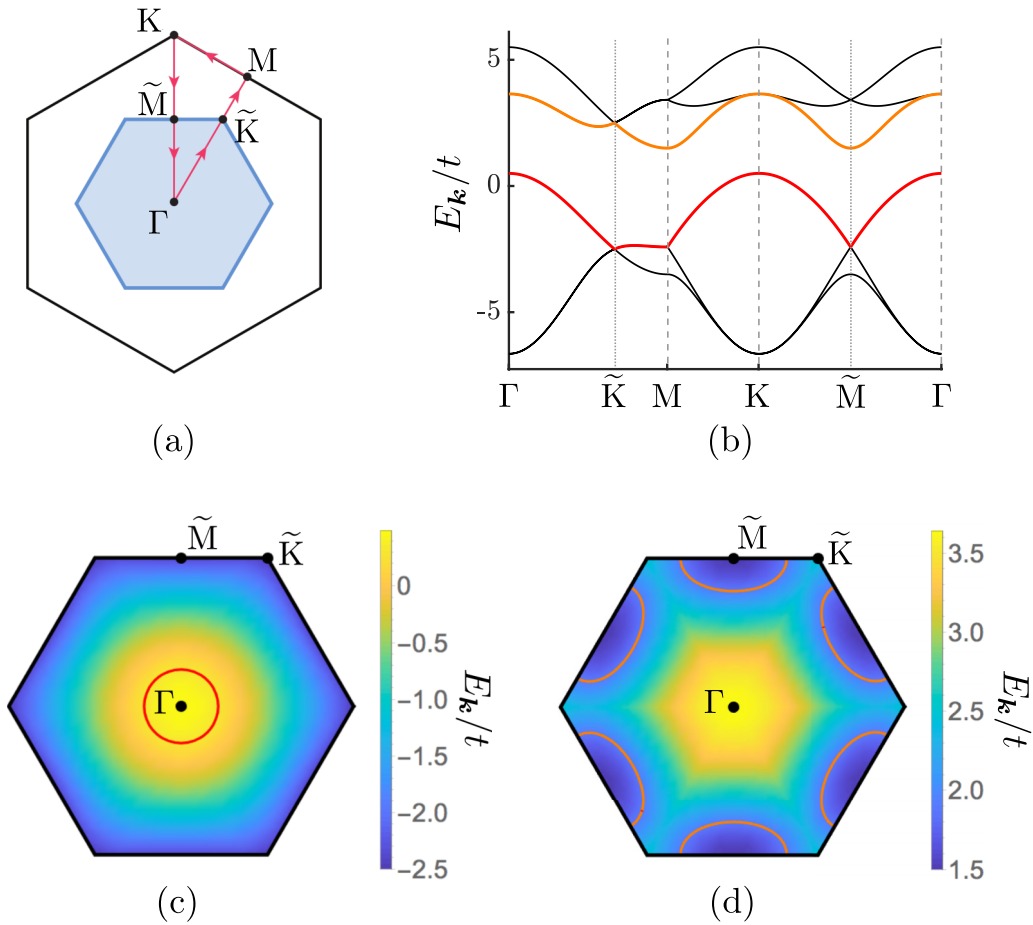 K
M
M̃
K̃
Γ
(a)
E_k/t
5
0
-5
Γ K̃ M K M̃ Γ
(b)
M̃
K̃
Γ
0
−0.5
−1.0
−1.5
−2.0
−2.5
E_k/t
(c)
M̃
K̃
Γ
3.5
3.0
2.5
2.0
1.5
E_k/t
(d)